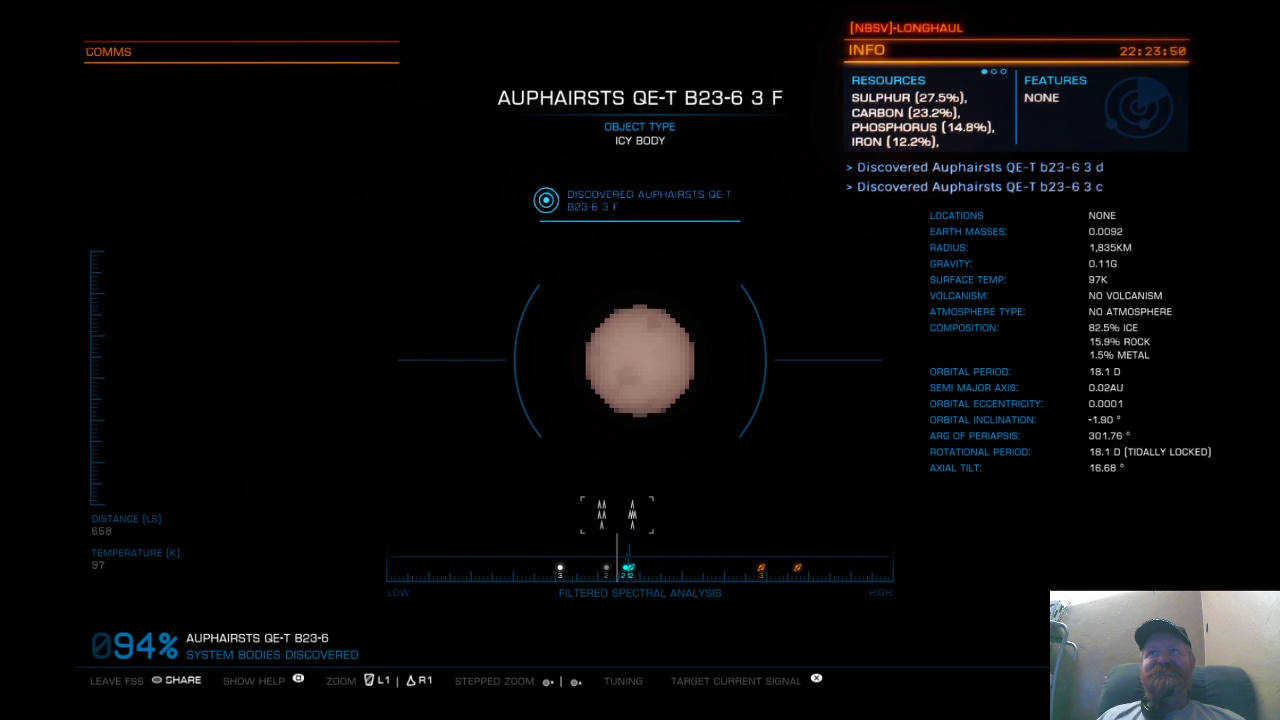 [NBSV]-LONGHAUL
COMMS
INFO
22:23:50
RESOURCES
SULPHUR (27.5%),
CARBON (23.2%),
PHOSPHORUS (14.8%),
IRON (12.2%),
FEATURES
NONE
AUPHAIRSTS QE-T B23-6 3 F
OBJECT TYPE
ICY BODY
> Discovered Auphairsts QE-T b23-6 3 d
> Discovered Auphairsts QE-T b23-6 3 c
DISCOVERED AUPHAIRSTS QE-T
B23-6 3 F
LOCATIONS NONE
EARTH MASSES: 0.0092
RADIUS: 1,835KM
GRAVITY: 0.11G
SURFACE TEMP: 97K
VOLCANISM: NO VOLCANISM
ATMOSPHERE TYPE: NO ATMOSPHERE
COMPOSITION: 82.5% ICE
15.9% ROCK
1.5% METAL
ORBITAL PERIOD: 18.1 D
SEMI MAJOR AXIS: 0.02AU
ORBITAL ECCENTRICITY: 0.0001
ORBITAL INCLINATION: -1.90 °
ARG OF PERIAPSIS: 301.76 °
ROTATIONAL PERIOD: 18.1 D (TIDALLY LOCKED)
AXIAL TILT: 16.68 °
DISTANCE (LS)
658
TEMPERATURE (K)
97
3 2 3
LOW
FILTERED SPECTRAL ANALYSIS
HIGH
094% AUPHAIRSTS QE-T B23-6
SYSTEM BODIES DISCOVERED
LEAVE FSS SHARE SHOW HELP ZOOM L1 | R1 STEPPED ZOOM | TUNING TARGET CURRENT SIGNAL